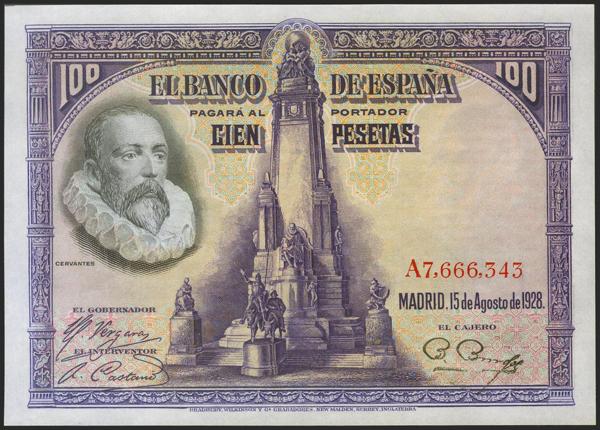 100 100
EL BANCO DE ESPAÑA
PAGARÁ AL PORTADOR
CIEN PESETAS
CERVANTES
A7,666,343
MADRID, 15 de Agosto de 1928.
EL GOBERNADOR
EL CAJERO
EL INTERVENTOR
A. Castaño
BRADBURY, WILKINSON Y Cª GRABADORES, NEW MALDEN, SURREY, INGLATERRA